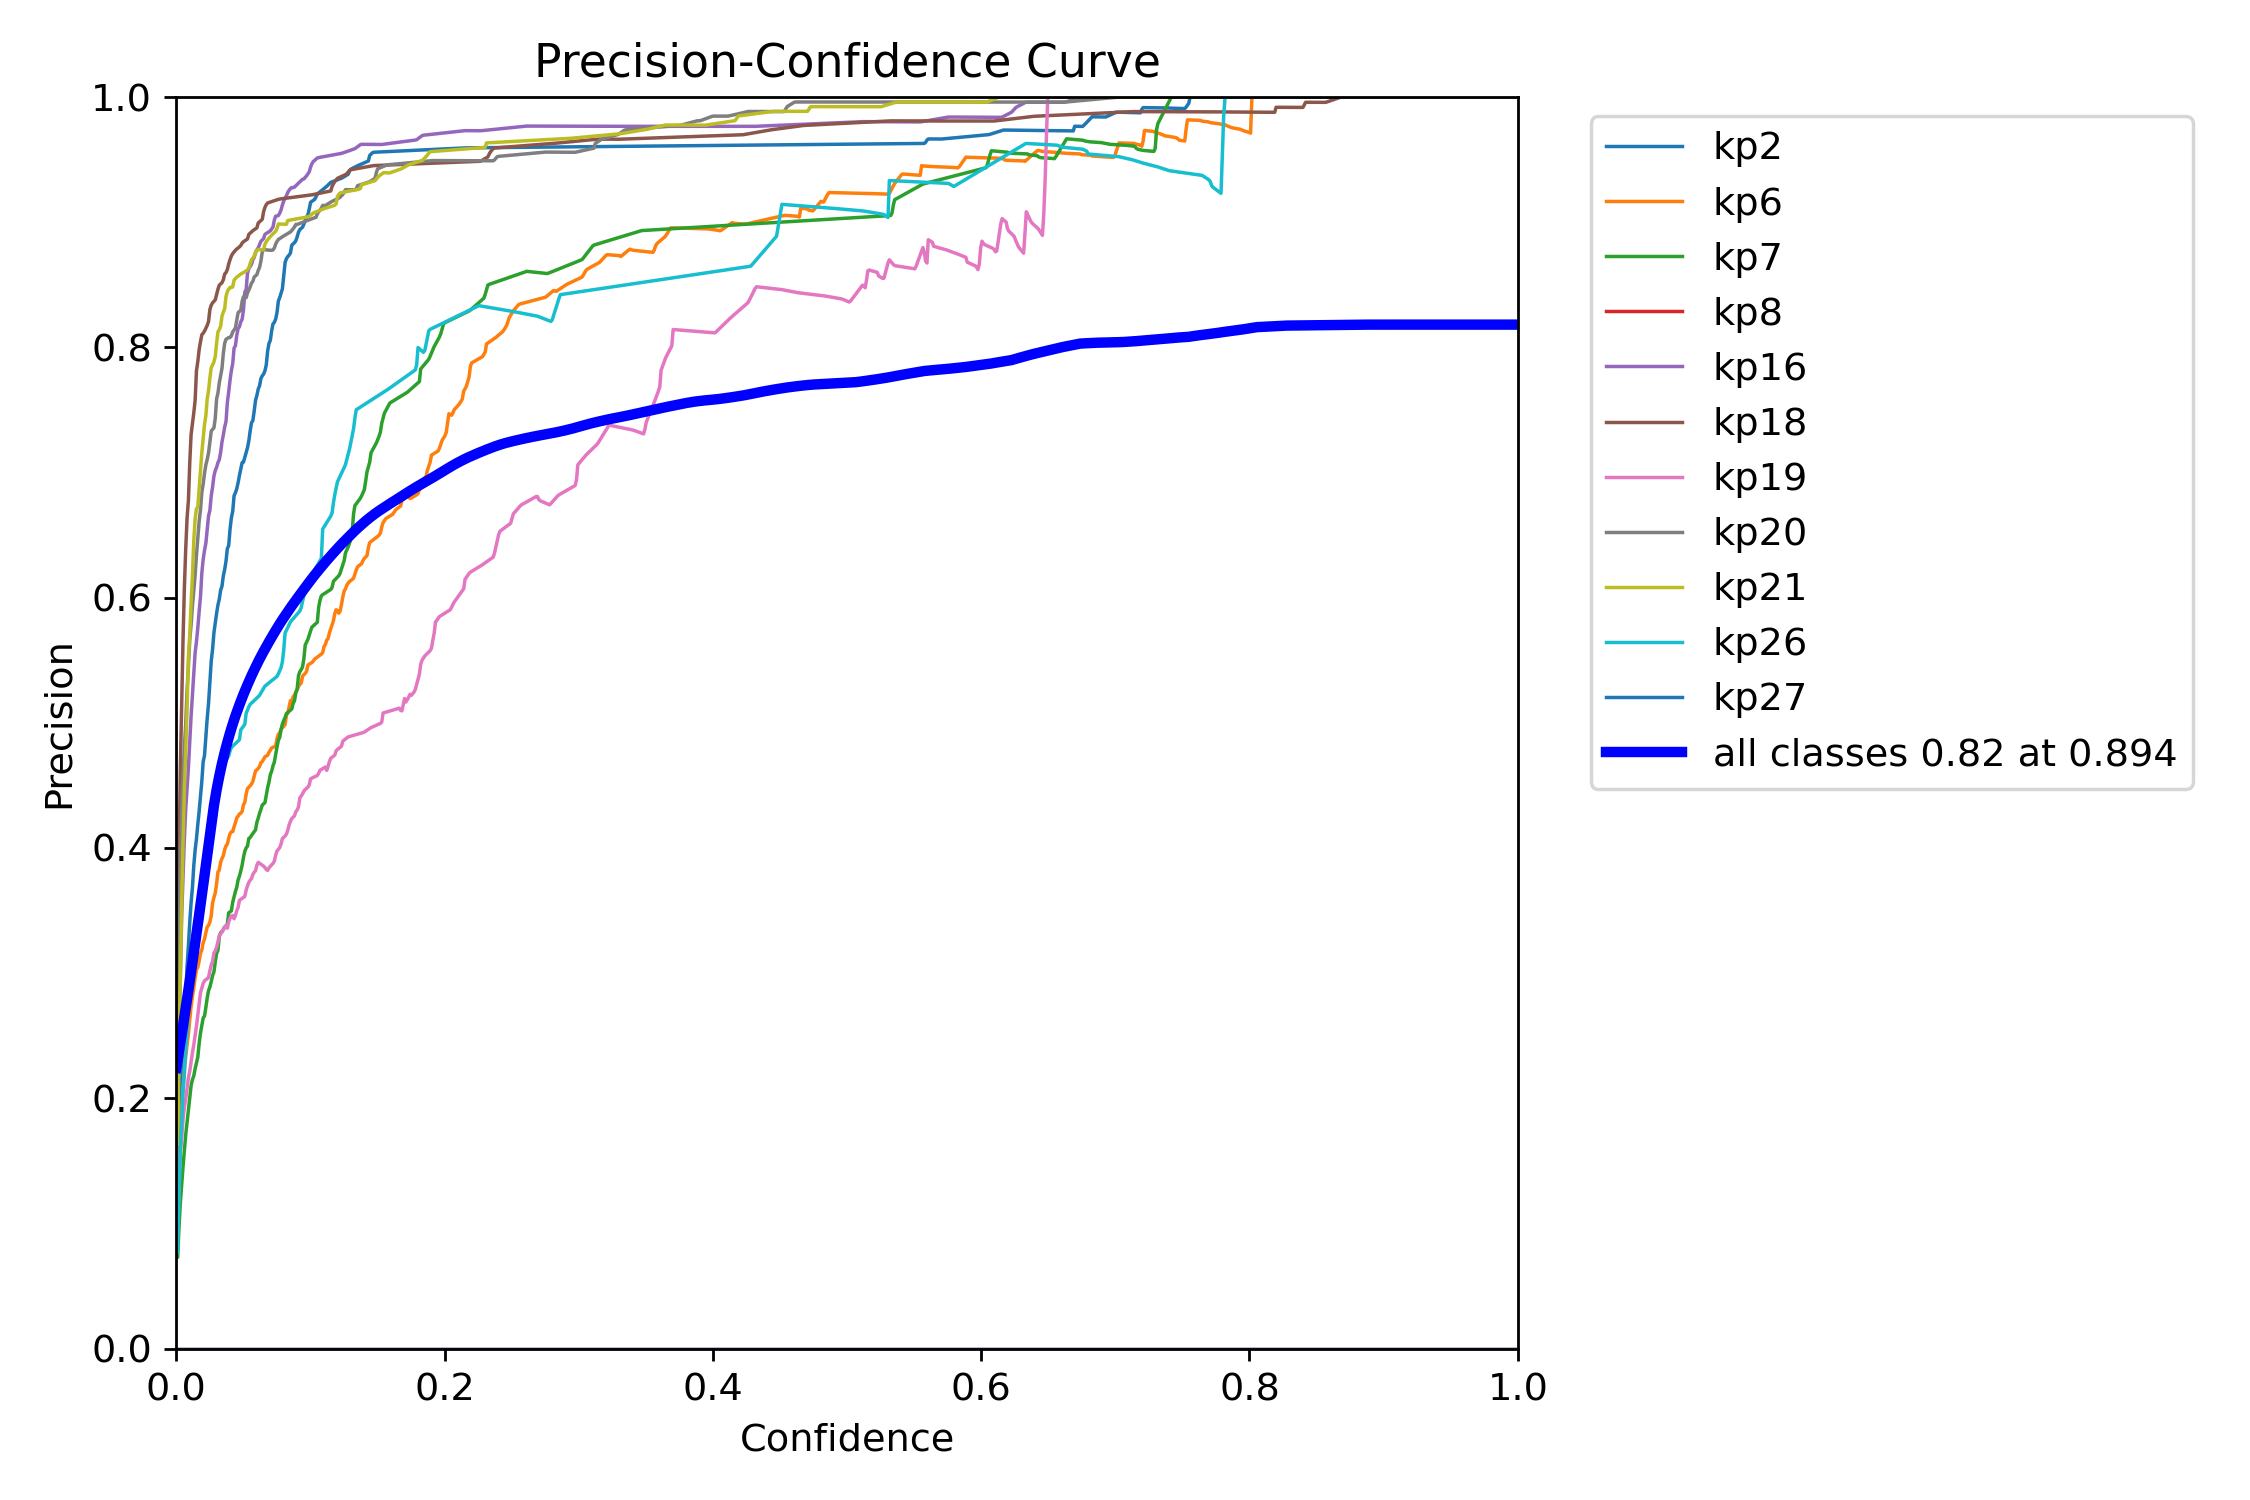 Precision-Confidence Curve
1.0
0.8
0.6
0.4
0.2
0.0
Precision
0.0 0.2 0.4 0.6 0.8 1.0
Confidence
kp2
kp6
kp7
kp8
kp16
kp18
kp19
kp20
kp21
kp26
kp27
all classes 0.82 at 0.894